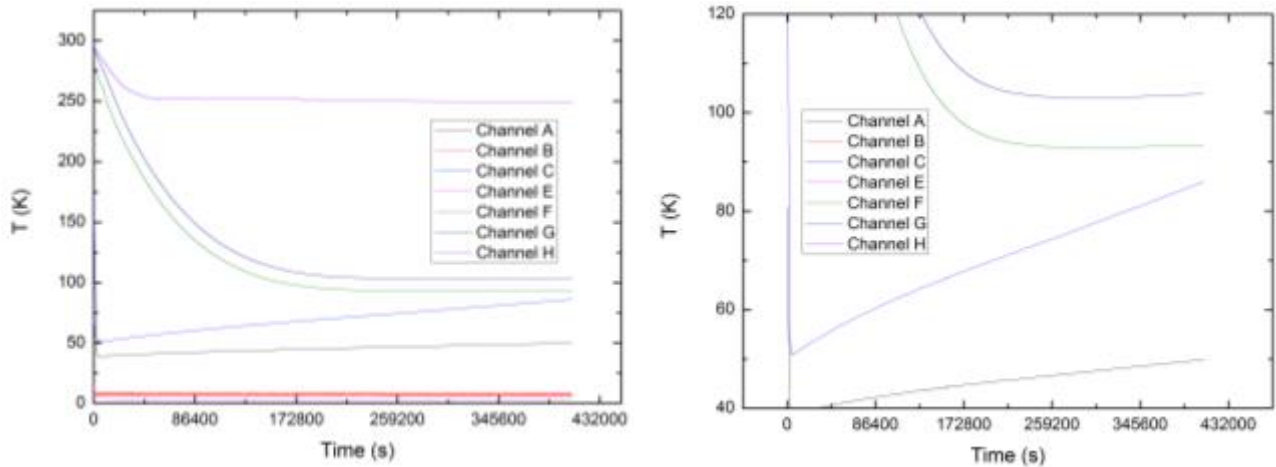 300
250
200
150
100
50
0
T (K)
Channel A
Channel B
Channel C
Channel E
Channel F
Channel G
Channel H
0 86400 172800 259200 345600 432000
Time (s)
120
100
80
60
40
T (K)
Channel A
Channel B
Channel C
Channel E
Channel F
Channel G
Channel H
0 86400 172800 259200 345600 432000
Time (s)